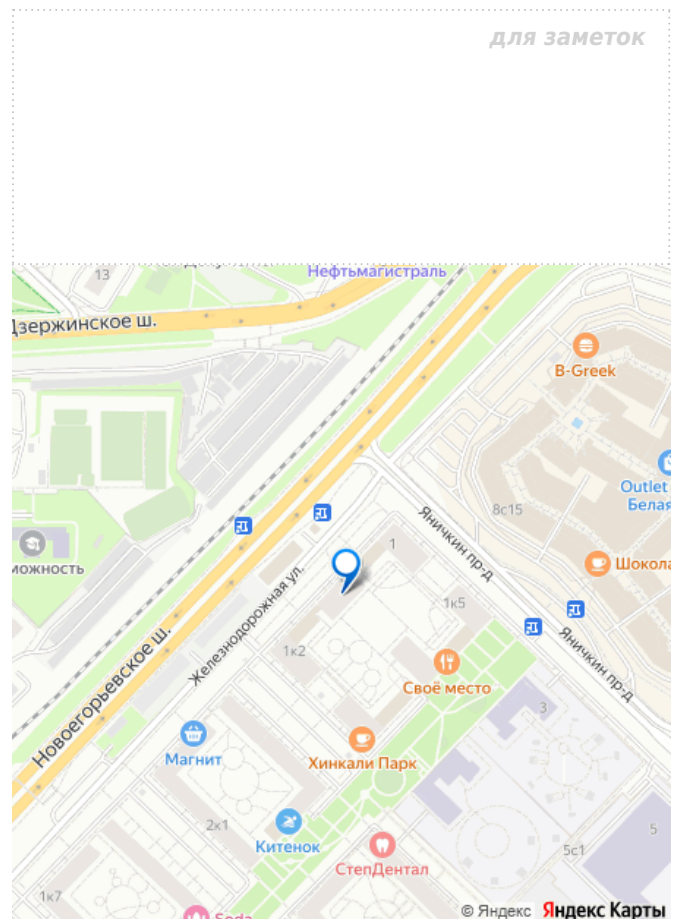 для заметок
13
Нефтьмагистраль
Дзержинское ш.
B-Greek
Outlet
Белая
8с15
Яничкин пр-д
Шокола
можность
1
Железнодорожная ул.
1к5
Яничкин пр-д
1к2
Своё место
Новоегорьевское ш.
3
Магнит
Хинкали Парк
2к1
Китенок
5
5с1
СтепДентал
1к7
Soda
© Яндекс Яндекс Карты